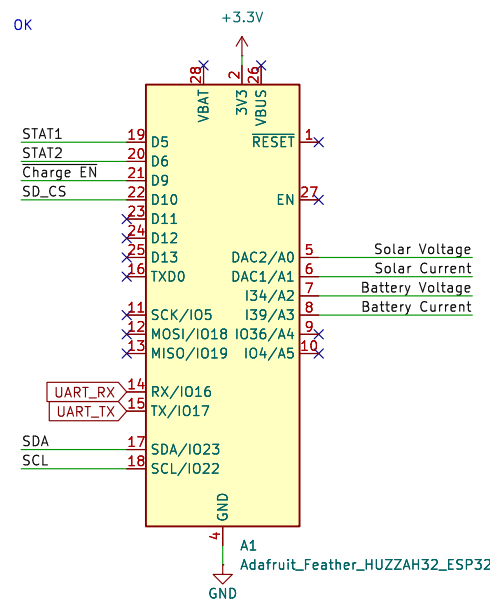 OK
+3.3V
28
2
26
VBAT
3V3
VBUS
STAT1 19 D5 RESET 1
STAT2 20 D6
Charge EN 21 D9
SD_CS 22 D10 EN 27
23 D11
24 D12
25 D13 DAC2/A0 5 Solar Voltage
16 TXD0 DAC1/A1 6 Solar Current
I34/A2 7 Battery Voltage
11 SCK/IO5 I39/A3 8 Battery Current
12 MOSI/IO18 IO36/A4 9
13 MISO/IO19 IO4/A5 10
UART_RX 14 RX/IO16
UART_TX 15 TX/IO17
SDA 17 SDA/IO23
SCL 18 SCL/IO22
GND
4
A1
Adafruit_Feather_HUZZAH32_ESP32
GND